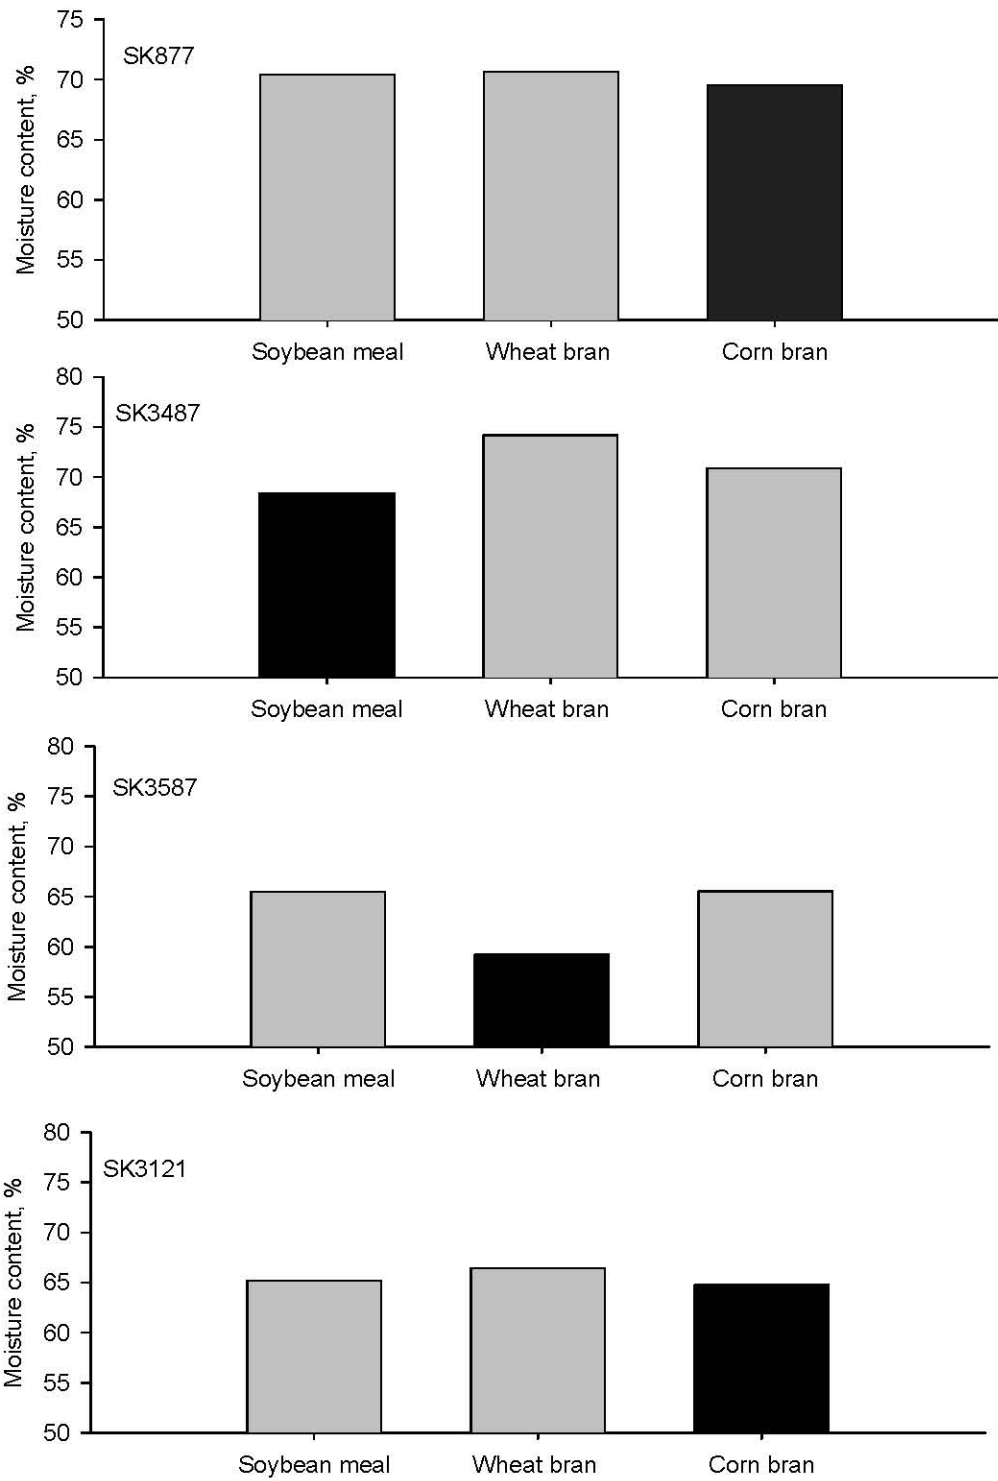 75
SK877
70
65
60
55
50
Moisture content, %
Soybean meal Wheat bran Corn bran
80
SK3487
75
70
65
60
55
50
Moisture content, %
Soybean meal Wheat bran Corn bran
80
SK3587
75
70
65
60
55
50
Moisture content, %
Soybean meal Wheat bran Corn bran
80
SK3121
75
70
65
60
55
50
Moisture content, %
Soybean meal Wheat bran Corn bran